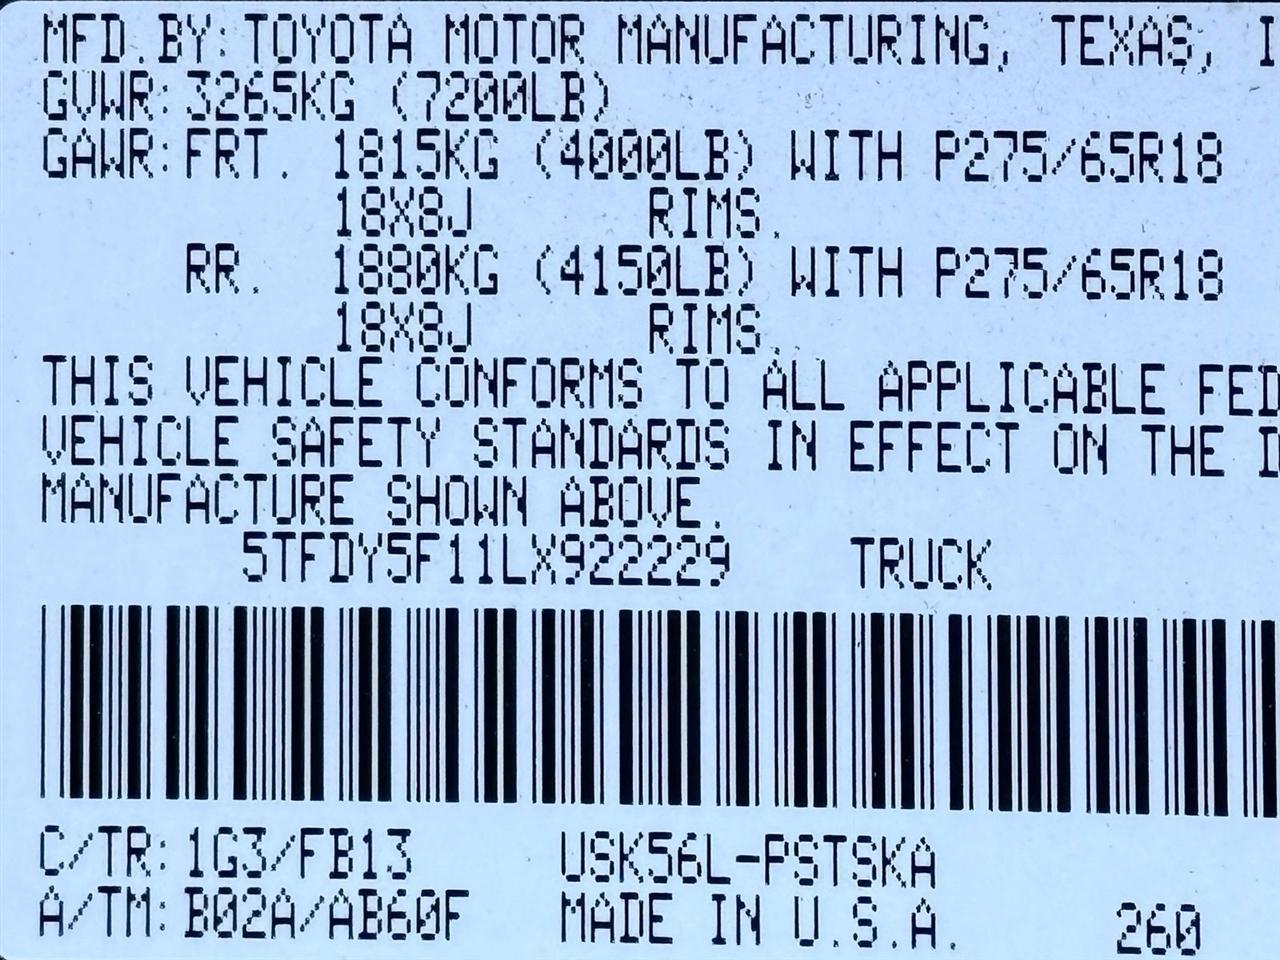 MFD.BY:TOYOTA MOTOR MANUFACTURING, TEXAS, I
GVWR:3265KG (7200LB)
GAWR:FRT. 1815KG (4000LB) WITH P275/65R18
18X8J RIMS.
RR. 1880KG (4150LB) WITH P275/65R18
18X8J RIMS.
THIS VEHICLE CONFORMS TO ALL APPLICABLE FED
VEHICLE SAFETY STANDARDS IN EFFECT ON THE D
MANUFACTURE SHOWN ABOVE.
5TFDY5F11LX922229 TRUCK
C/TR:1G3/FB13 USK56L-PSTSKA
A/TM:B02A/AB60F MADE IN U.S.A. 260